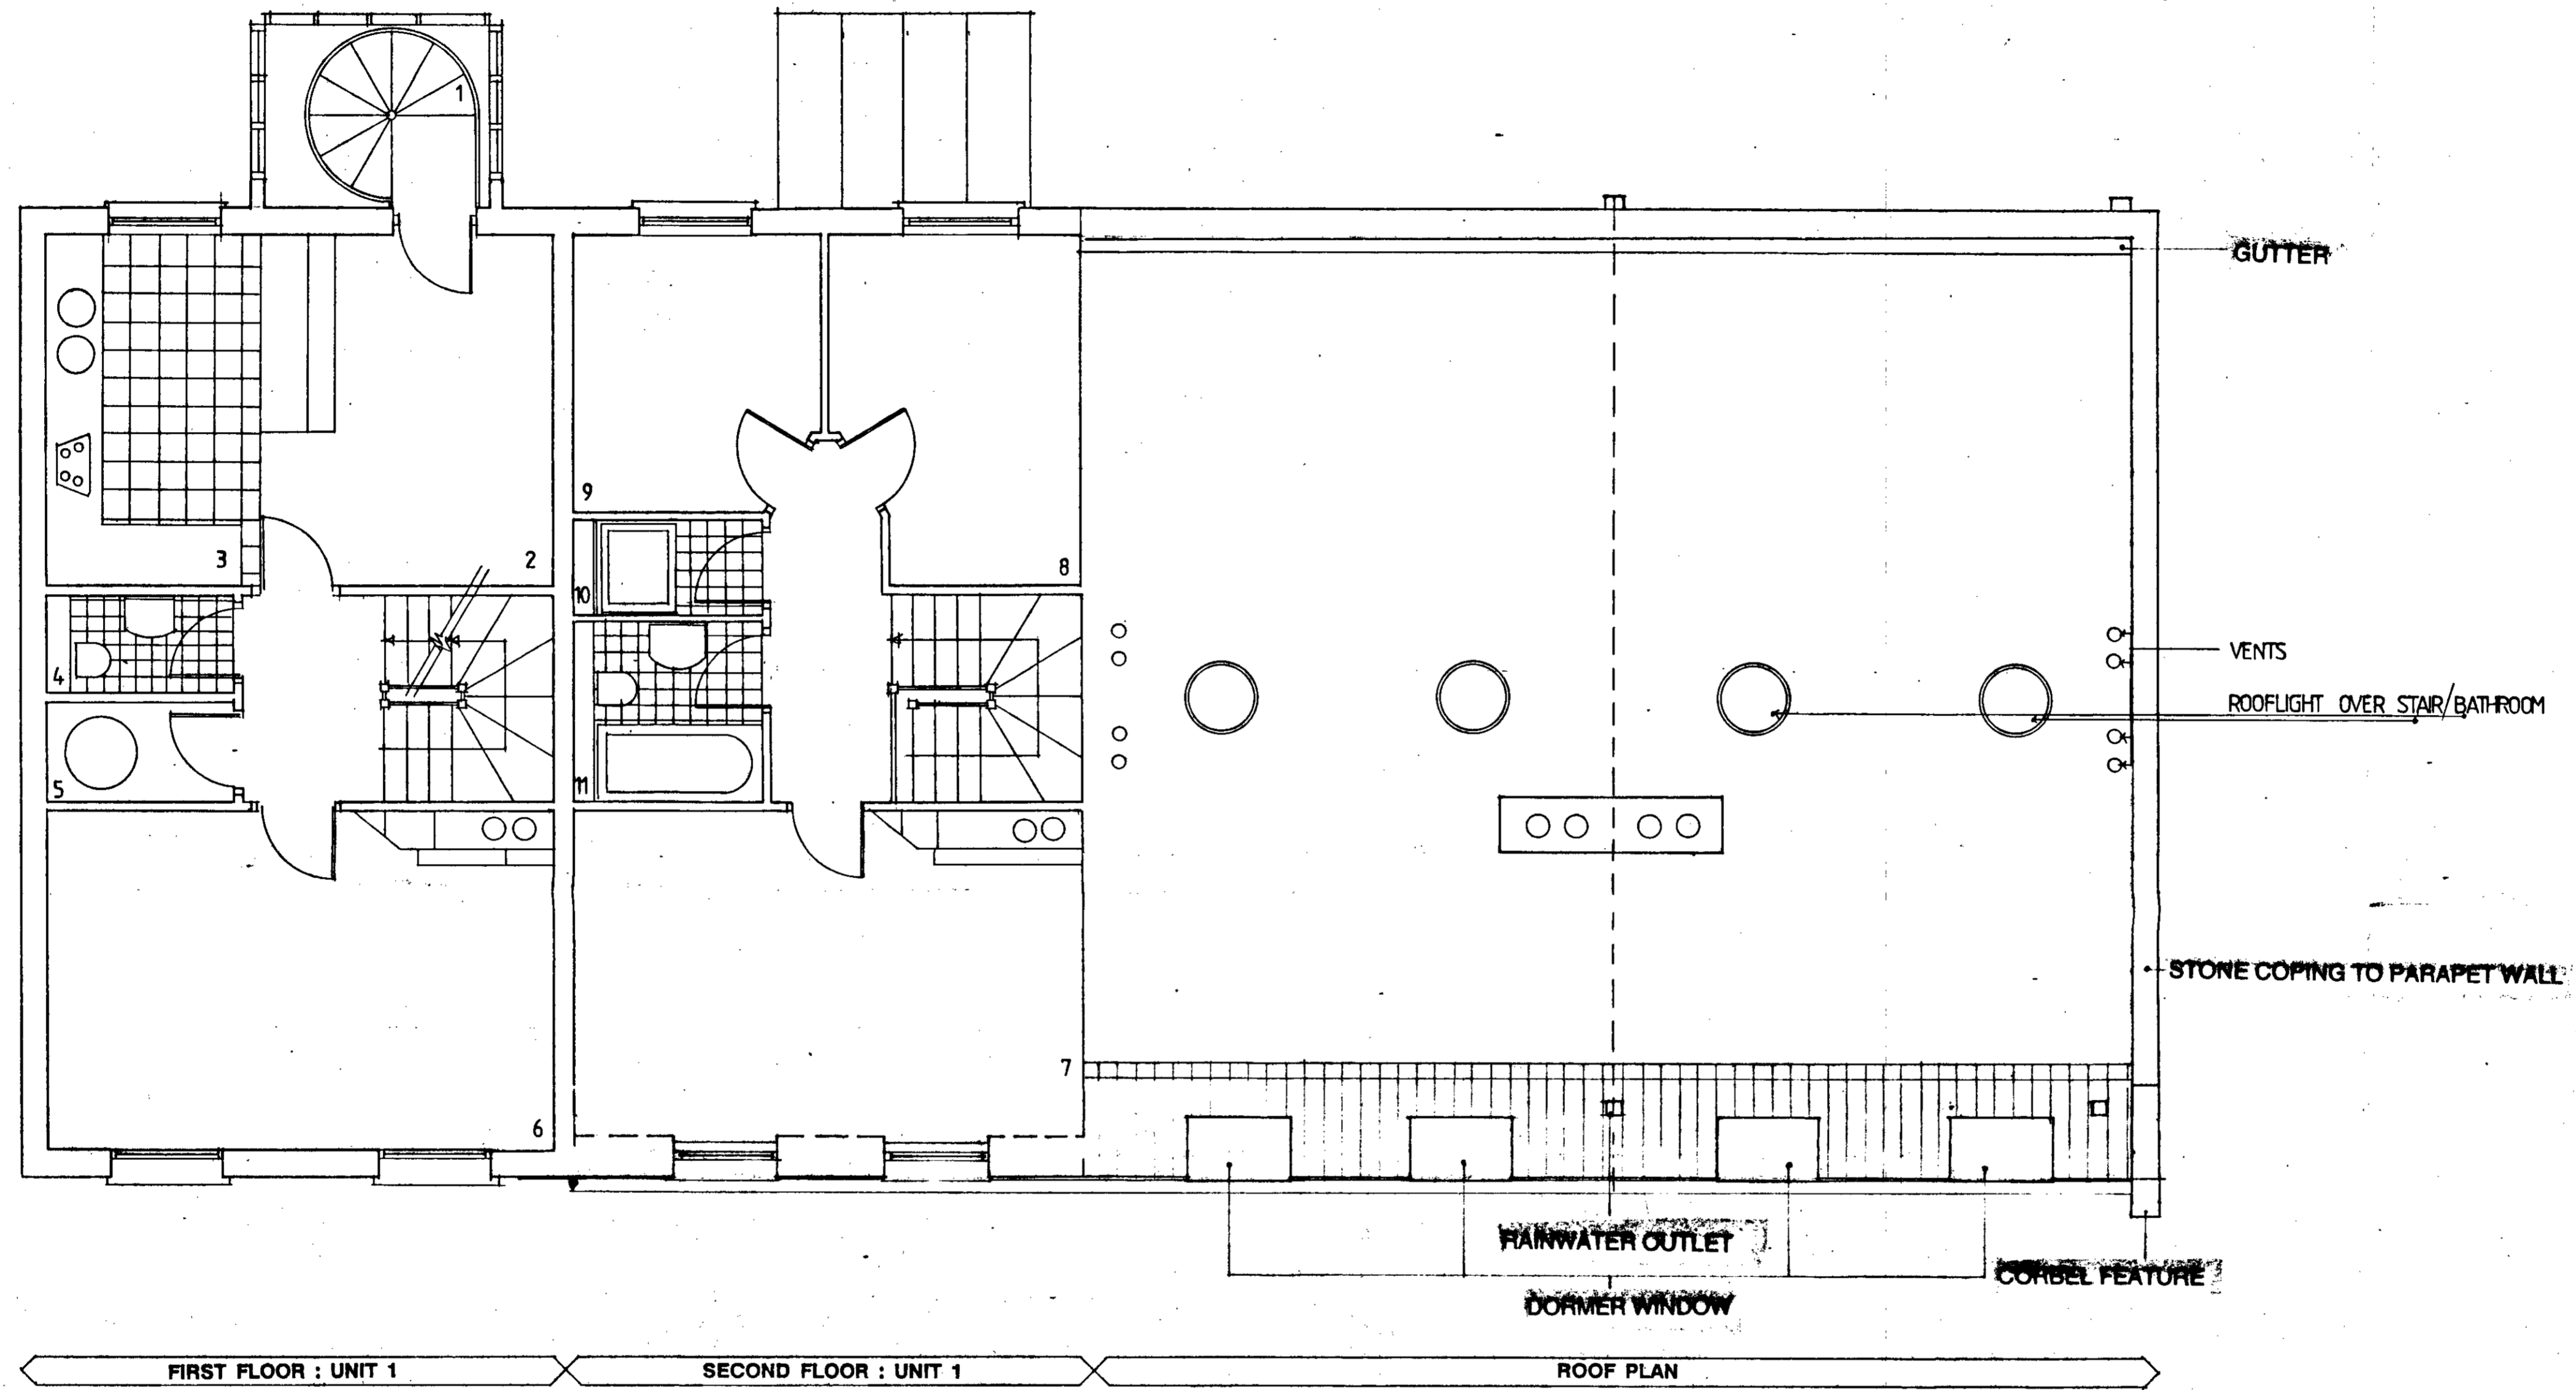 1
GUTTER
9
3
2
8
10
4
VENTS
ROOFLIGHT OVER STAIR/BATHROOM
5
11
STONE COPING TO PARAPET WALL
7
6
RAINWATER OUTLET
CORBEL FEATURE
DORMER WINDOW
FIRST FLOOR : UNIT 1
SECOND FLOOR : UNIT 1
ROOF PLAN